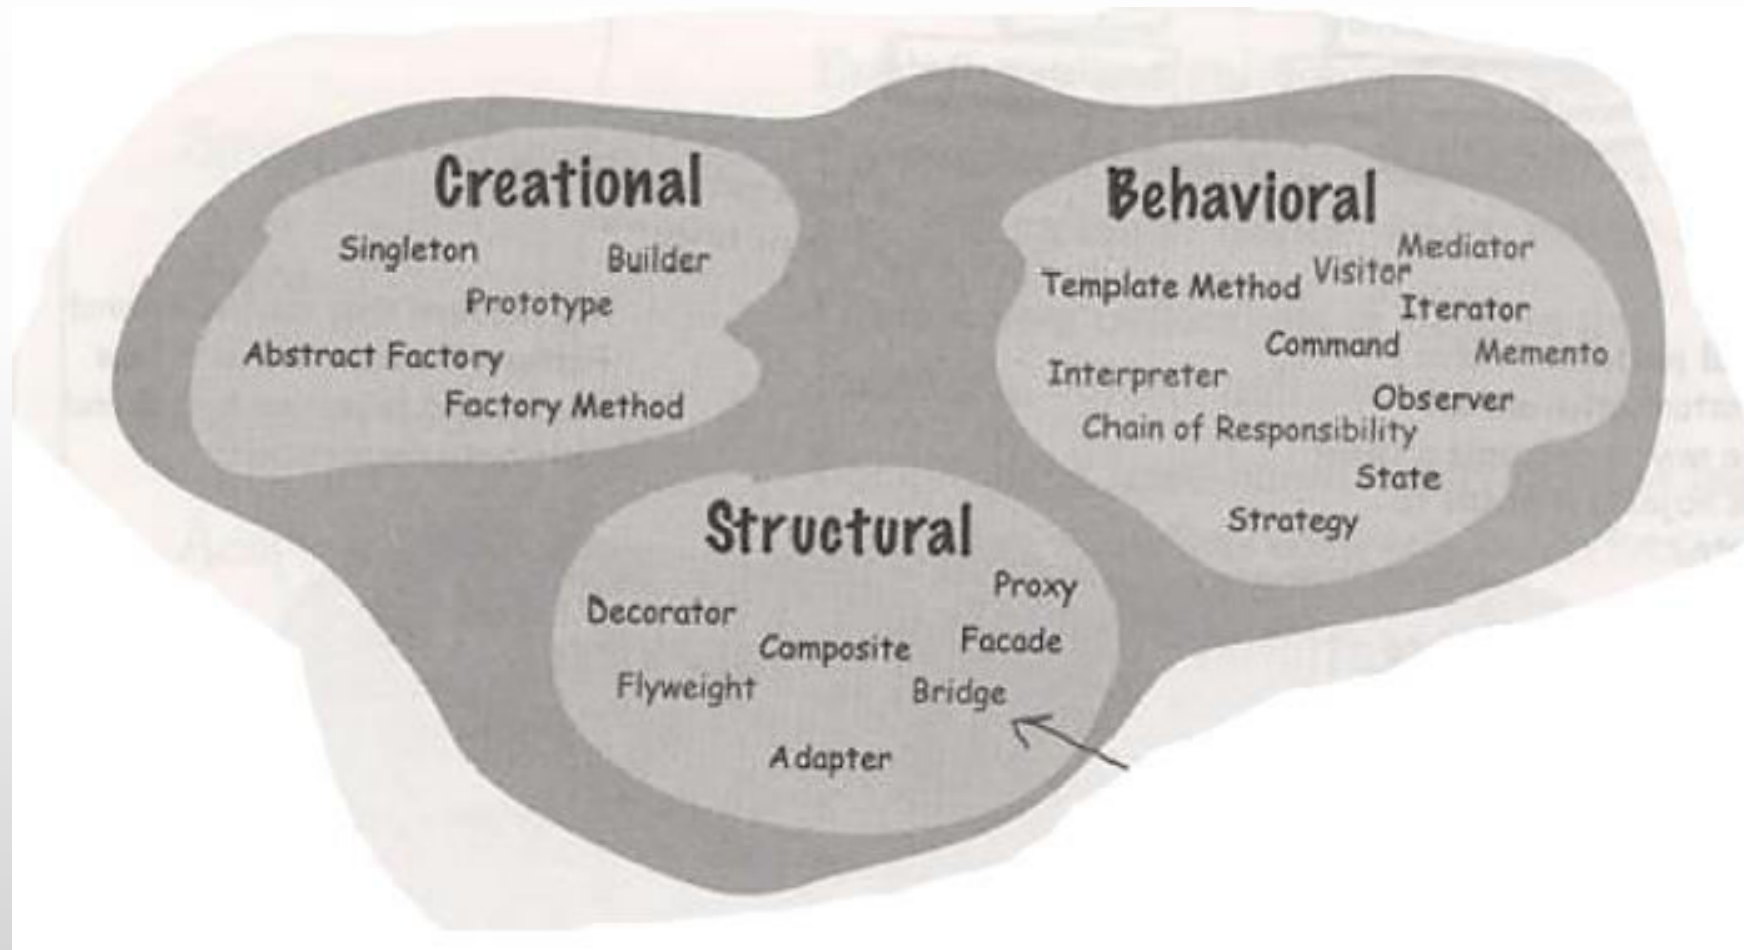 Creational
Singleton
Builder
Prototype
Abstract Factory
Factory Method
Behavioral
Mediator
Template Method
Visitor
Iterator
Command
Memento
Interpreter
Observer
Chain of Responsibility
State
Strategy
Structural
Proxy
Decorator
Composite
Facade
Flyweight
Bridge
Adapter